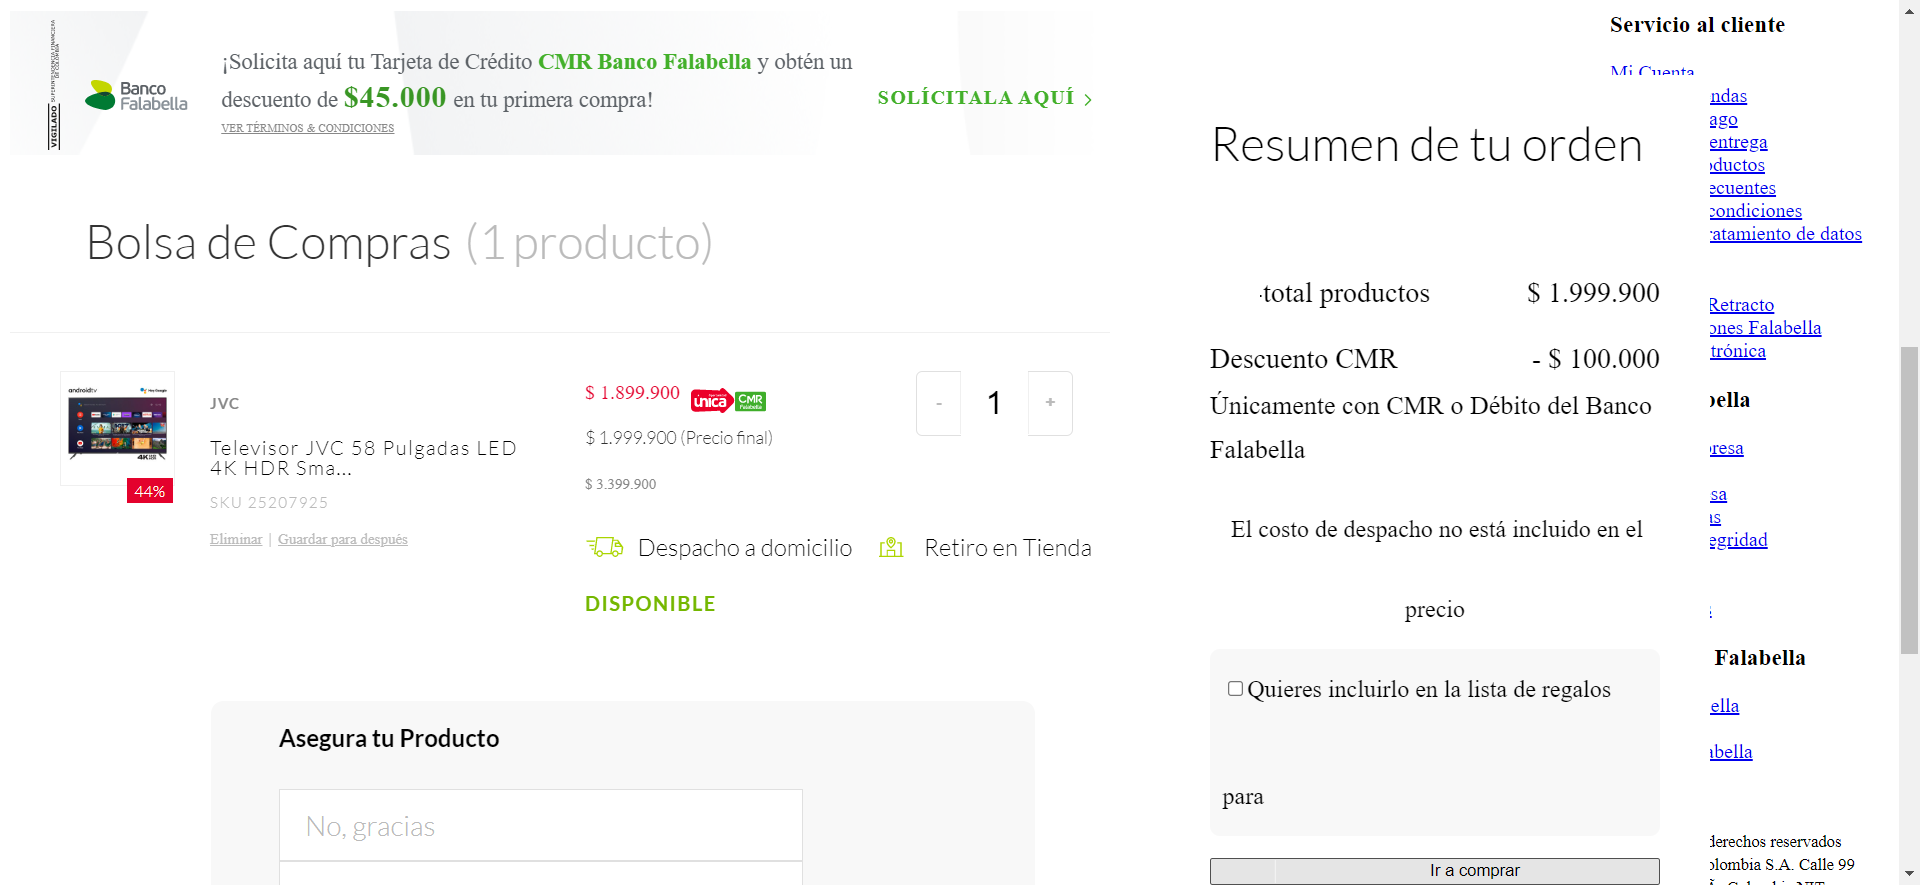 VIGILADO SUPERINTENDENCIA FINANCIERA DE COLOMBIA
Banco
Falabella
¡Solicita aquí tu Tarjeta de Crédito CMR Banco Falabella y obtén un
descuento de $45.000 en tu primera compra!
VER TÉRMINOS & CONDICIONES
SOLÍCITALA AQUÍ
Bolsa de Compras (1 producto)
androidtv
4K HDR
44%
JVC
Televisor JVC 58 Pulgadas LED
4K HDR Sma...
SKU 25207925
Eliminar | Guardar para después
$ 1.899.900
única
CMR
Falabella
$ 1.999.900 (Precio final)
$ 3.399.900
Despacho a domicilio
Retiro en Tienda
DISPONIBLE
- 1 +
Asegura tu Producto
No, gracias
Resumen de tu orden
-total productos $ 1.999.900
Descuento CMR - $ 100.000
Únicamente con CMR o Débito del Banco
Falabella
El costo de despacho no está incluido en el
precio
Quieres incluirlo en la lista de regalos
para
Ir a comprar
Servicio al cliente
Mi Cuenta
ndas
ago
entrega
oductos
ecuentes
condiciones
ratamiento de datos
Retracto
ones Falabella
trónica
bella
resa
sa
as
egridad
Falabella
ella
abella
derechos reservados
olombia S.A. Calle 99